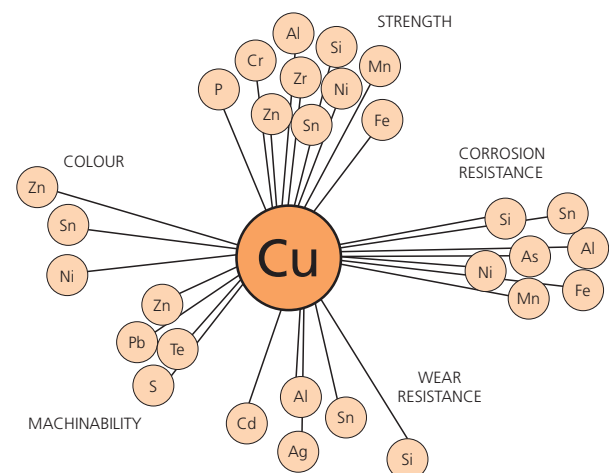 STRENGTH
Al
Si
Cr
Mn
Zr
P
Ni
Zn
Sn
Fe
COLOUR
Zn
Sn
Ni
CORROSION
RESISTANCE
Si
Sn
Al
As
Ni
Mn
Fe
Cu
Zn
Pb
Te
S
MACHINABILITY
WEAR
RESISTANCE
Cd
Al
Ag
Sn
Si